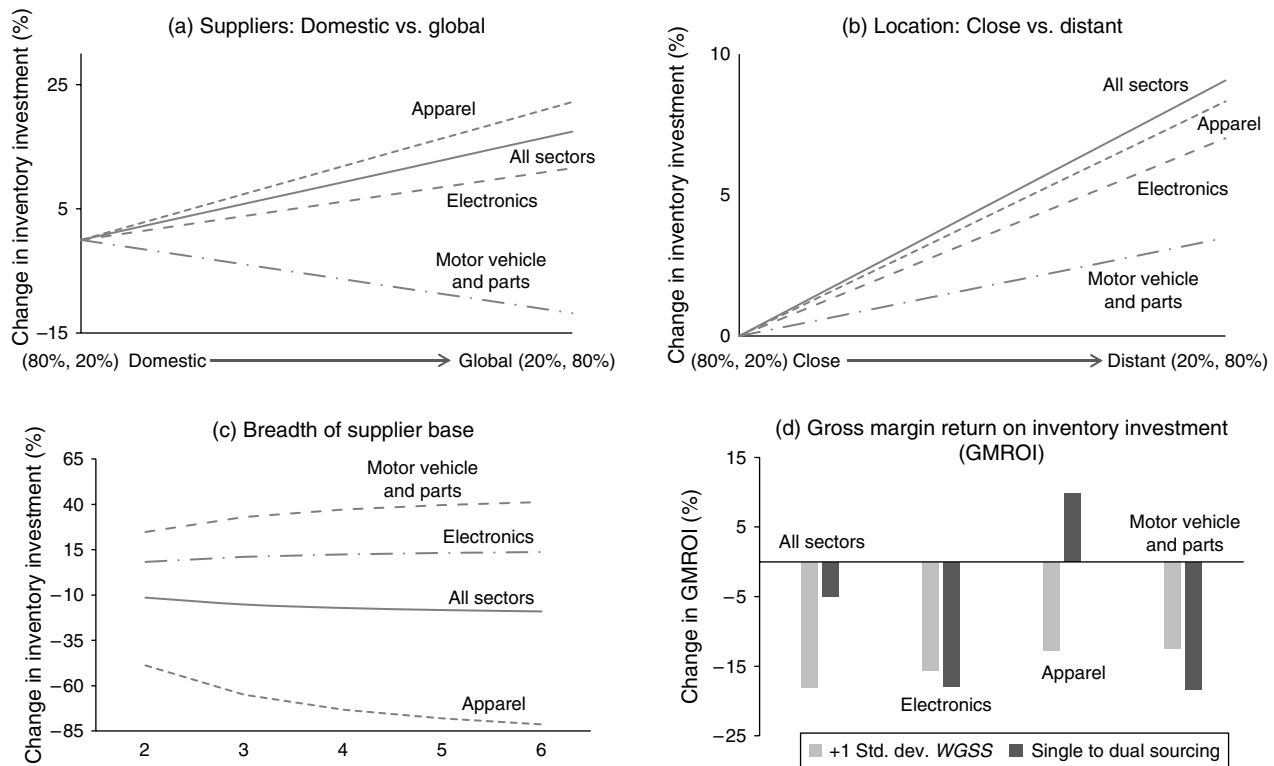 (a) Suppliers: Domestic vs. global
Change in inventory investment (%)
25
5
−15
Apparel
All sectors
Electronics
Motor vehicle
and parts
(80%, 20%) Domestic
Global (20%, 80%)
(b) Location: Close vs. distant
Change in inventory investment (%)
10
5
0
All sectors
Apparel
Electronics
Motor vehicle
and parts
(80%, 20%) Close
Distant (20%, 80%)
(c) Breadth of supplier base
Change in inventory investment (%)
65
40
15
−10
−35
−60
−85
Motor vehicle
and parts
Electronics
All sectors
Apparel
2 3 4 5 6
(d) Gross margin return on inventory investment
(GMROI)
Change in GMROI (%)
15
5
−5
−15
−25
All sectors
Electronics
Apparel
Motor vehicle
and parts
+1 Std. dev. WGSS
Single to dual sourcing